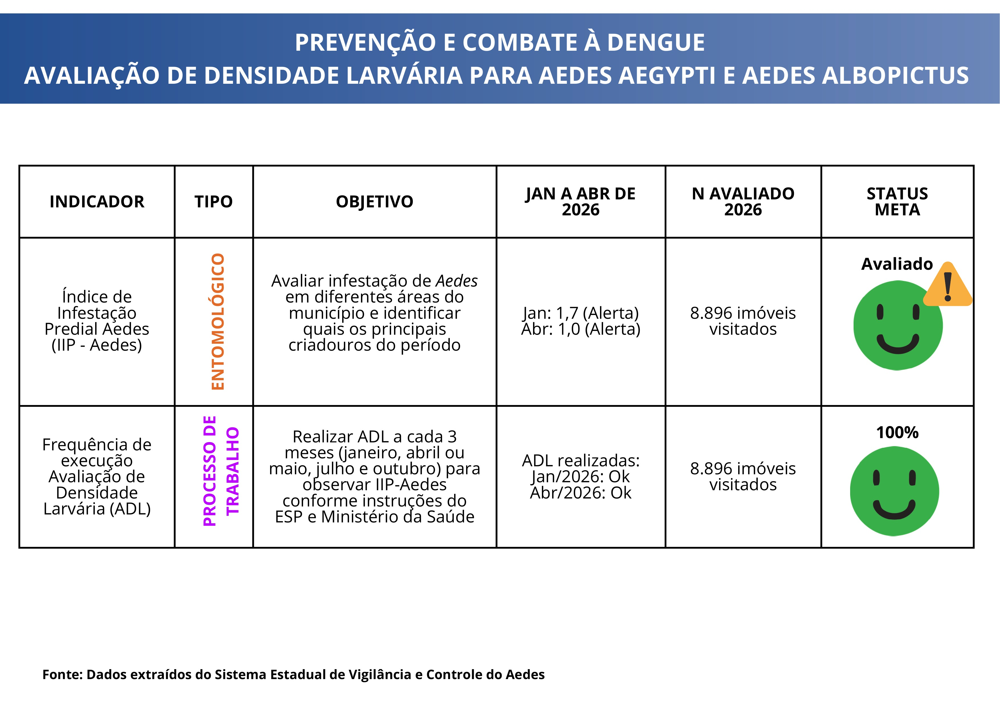 PREVENÇÃO E COMBATE À DENGUE
AVALIAÇÃO DE DENSIDADE LARVÁRIA PARA AEDES AEGYPTI E AEDES ALBOPICTUS
INDICADOR
TIPO
OBJETIVO
JAN A ABR DE
2026
N AVALIADO
2026
STATUS
META
Índice de
Infestação
Predial Aedes
(IIP - Aedes)
ENTOMOLÓGICO
Avaliar infestação de Aedes
em diferentes áreas do
município e identificar
quais os principais
criadouros do período
Jan: 1,7 (Alerta)
Abr: 1,0 (Alerta)
8.896 imóveis
visitados
Avaliado
Frequência de
execução
Avaliação de
Densidade
Larvária (ADL)
PROCESSO DE
TRABALHO
Realizar ADL a cada 3
meses (janeiro, abril ou
maio, julho e outubro) para
observar IIP-Aedes
conforme instruções do
ESP e Ministério da Saúde
ADL realizadas:
Jan/2026: Ok
Abr/2026: Ok
8.896 imóveis
visitados
100%
Fonte: Dados extraídos do Sistema Estadual de Vigilância e Controle do Aedes